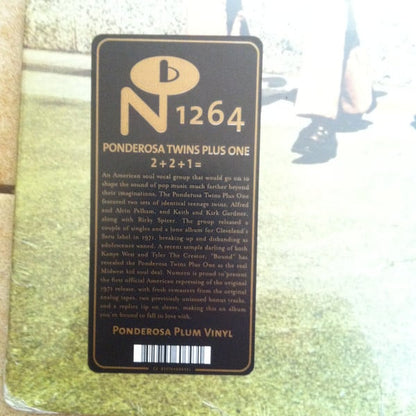 N 1264
PONDEROSA TWINS PLUS ONE
2+2+1=
An American soul vocal group that would go on to
shape the sound of pop music much farther beyond
their imaginations. The Ponderosa Twins Plus One
featured two sets of identical teenage twins, Alfred
and Alvin Pelham, and Keith and Kirk Gardner,
along with Ricky Spicer. The group released a
couple of singles and a lone album for Cleveland's
Saru label in 1971, breaking up and disbanding as
adolescence waned. A recent sample darling of both
Kanye West and Tyler The Creator, "Bound" has
revealed the Ponderosa Twins Plus One as the real
Midwest kid soul deal. Numero is proud to present
the first official American repressing of the original
1971 release, with fresh remasters from the original
analog tapes, two previously unissued bonus tracks,
and a replica tip on sleeve, making this an album
you're bound to fall in love with.
PONDEROSA PLUM VINYL